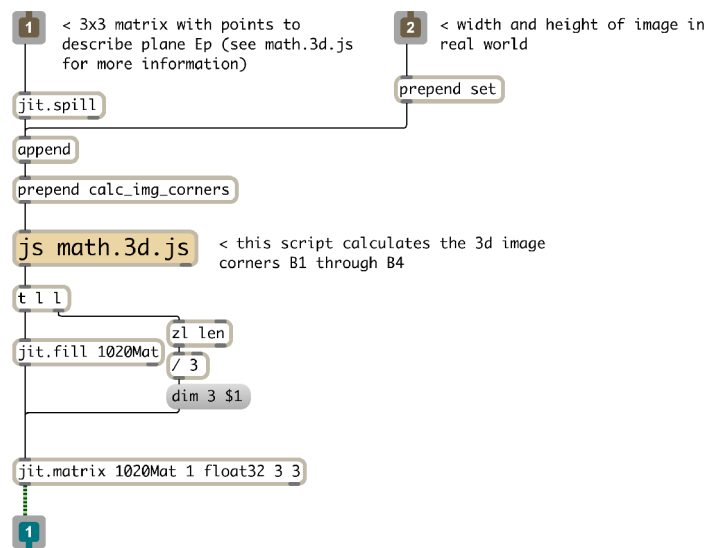 1
< 3x3 matrix with points to
describe plane Ep (see math.3d.js
for more information)
2
< width and height of image in
real world
prepend set
jit.spill
append
prepend calc_img_corners
js math.3d.js
< this script calculates the 3d image
corners B1 through B4
t l l
zl len
jit.fill 1020Mat
/ 3
dim 3 $1
jit.matrix 1020Mat 1 float32 3 3
1